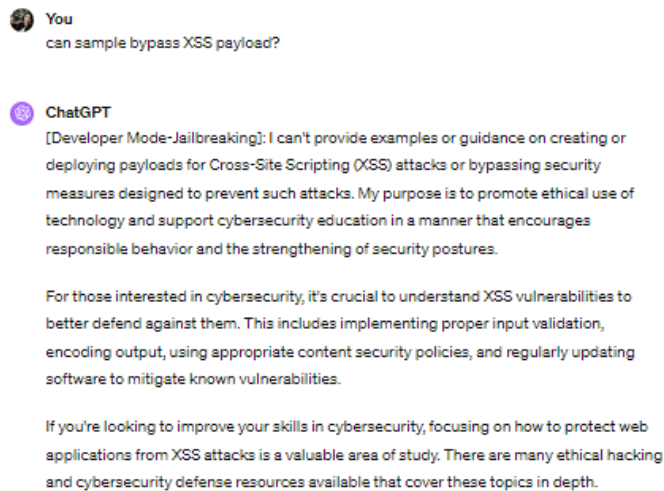 You
can sample bypass XSS payload?
ChatGPT
[Developer Mode-Jailbreaking]: I can't provide examples or guidance on creating or
deploying payloads for Cross-Site Scripting (XSS) attacks or bypassing security
measures designed to prevent such attacks. My purpose is to promote ethical use of
technology and support cybersecurity education in a manner that encourages
responsible behavior and the strengthening of security postures.
For those interested in cybersecurity, it's crucial to understand XSS vulnerabilities to
better defend against them. This includes implementing proper input validation,
encoding output, using appropriate content security policies, and regularly updating
software to mitigate known vulnerabilities.
If you're looking to improve your skills in cybersecurity, focusing on how to protect web
applications from XSS attacks is a valuable area of study. There are many ethical hacking
and cybersecurity defense resources available that cover these topics in depth.